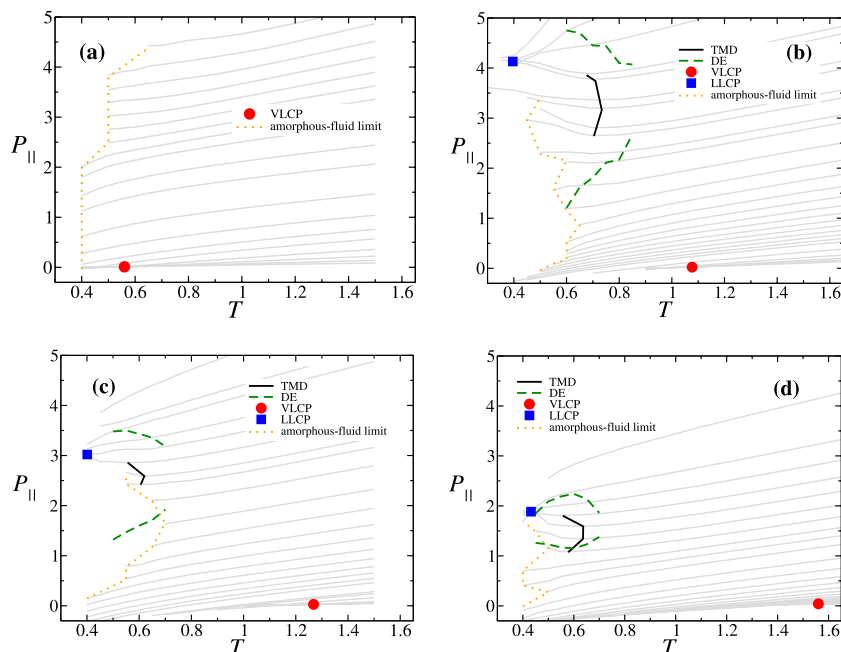 (a)
5
4
3
2
1
0
P||
VLCP
amorphous-fluid limit
0.4 0.6 0.8 1 1.2 1.4 1.6
T
(b)
5
4
3
2
1
0
P||
TMD
DE
VLCP
LLCP
amorphous-fluid limit
0.4 0.6 0.8 1 1.2 1.4 1.6
T
(c)
5
4
3
2
1
0
P||
TMD
DE
VLCP
LLCP
amorphous-fluid limit
0.4 0.6 0.8 1 1.2 1.4 1.6
T
(d)
5
4
3
2
1
0
P||
TMD
DE
VLCP
LLCP
amorphous-fluid limit
0.4 0.6 0.8 1 1.2 1.4 1.6
T